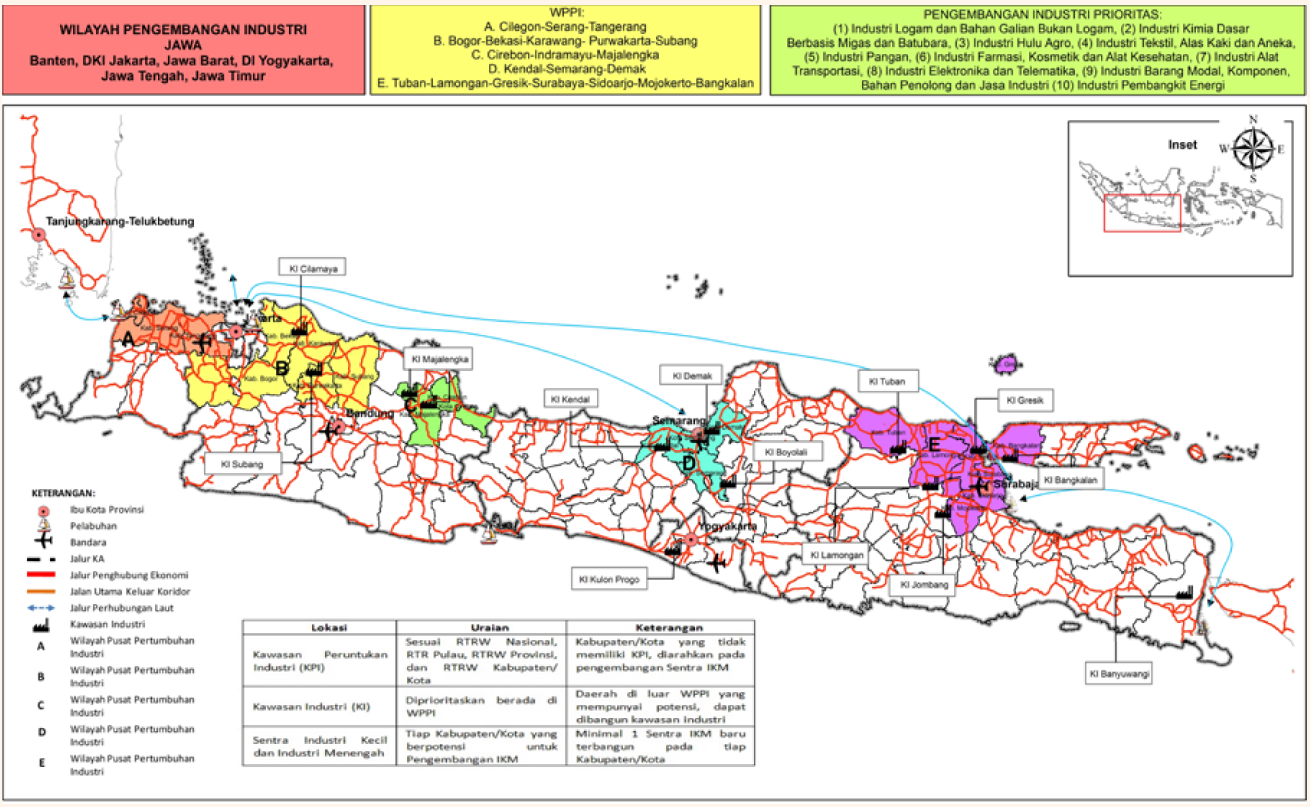 WILAYAH PENGEMBANGAN INDUSTRI
JAWA
Banten, DKI Jakarta, Jawa Barat, DI Yogyakarta,
Jawa Tengah, Jawa Timur
WPPI:
A. Cilegon-Serang-Tangerang
B. Bogor-Bekasi-Karawang- Purwakarta-Subang
C. Cirebon-Indramayu-Majalengka
D. Kendal-Semarang-Demak
E. Tuban-Lamongan-Gresik-Surabaya-Sidoarjo-Mojokerto-Bangkalan
PENGEMBANGAN INDUSTRI PRIORITAS:
(1) Industri Logam dan Bahan Galian Bukan Logam, (2) Industri Kimia Dasar
Berbasis Migas dan Batubara, (3) Industri Hulu Agro, (4) Industri Tekstil, Alas Kaki dan Aneka,
(5) Industri Pangan, (6) Industri Farmasi, Kosmetik dan Alat Kesehatan, (7) Industri Alat
Transportasi, (8) Industri Elektronika dan Telematika, (9) Industri Barang Modal, Komponen,
Bahan Penolong dan Jasa Industri (10) Industri Pembangkit Energi
Inset
N
W
E
S
Tanjungkarang-Telukbetung
KI Cilamaya
A
B
Kab. Bogor
KI Majalengka
C
Bandung
KI Subang
KI Kendal
KI Demak
Semarang
D
KI Boyolali
KI Tuban
Kab. Tuban
E
KI Gresik
KI Bangkalan
Surabaja
KI Lamongan
KI Jombang
Yogyakarta
KI Kulon Progo
KI Banyuwangi
KETERANGAN:
Ibu Kota Provinsi
Pelabuhan
Bandara
Jalur KA
Jalur Penghubung Ekonomi
Jalan Utama Keluar Koridor
Jalur Perhubungan Laut
Kawasan Industri
A Wilayah Pusat Pertumbuhan
Industri
B Wilayah Pusat Pertumbuhan
Industri
C Wilayah Pusat Pertumbuhan
Industri
D Wilayah Pusat Pertumbuhan
Industri
E Wilayah Pusat Pertumbuhan
Industri
Lokasi Uraian Keterangan
Kawasan Peruntukan
Industri (KPI)
Sesuai RTRW Nasional,
RTR Pulau, RTRW Provinsi,
dan RTRW Kabupaten/
Kota
Kabupaten/Kota yang tidak
memiliki KPI, diarahkan pada
pengembangan Sentra IKM
Kawasan Industri (KI)
Diprioritaskan berada di
WPPI
Daerah di luar WPPI yang
mempunyai potensi, dapat
dibangun kawasan industri
Sentra Industri Kecil
dan Industri Menengah
Tiap Kabupaten/Kota yang
berpotensi untuk
Pengembangan IKM
Minimal 1 Sentra IKM baru
terbangun pada tiap
Kabupaten/Kota